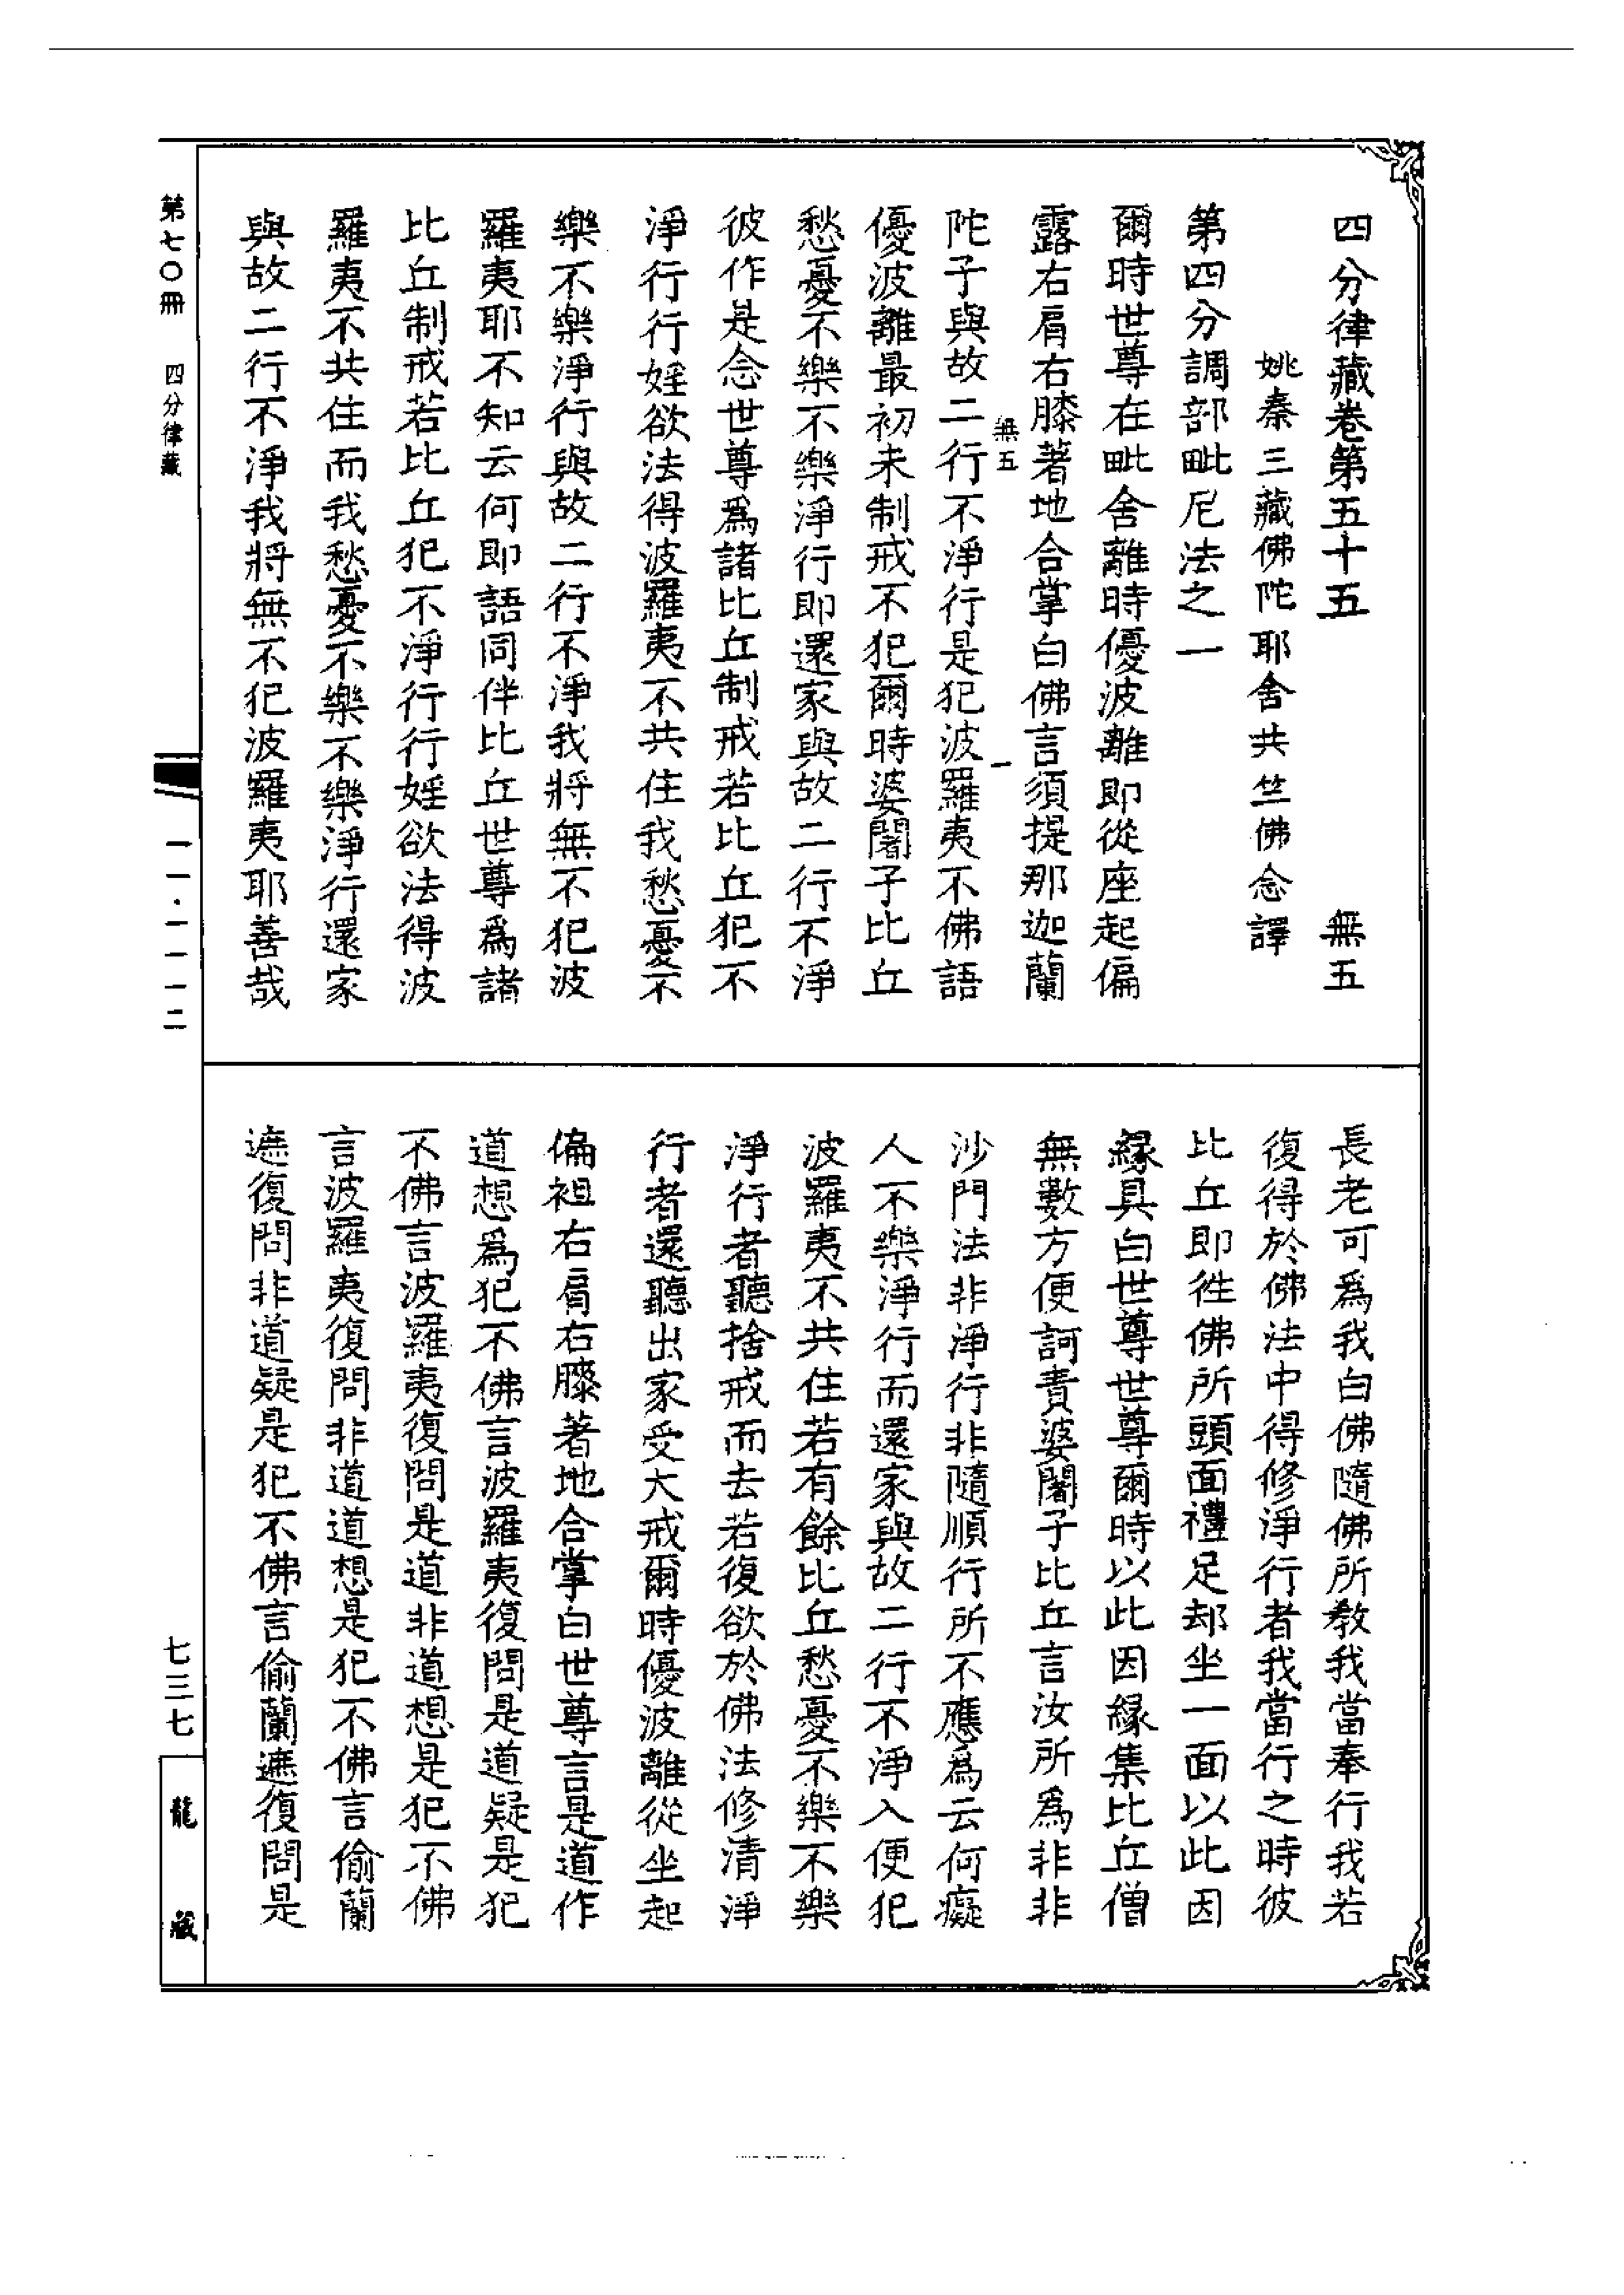 四分律藏卷第五十五 無五
姚秦三藏佛陀耶舍共竺佛念譯
第四分調部毗尼法之一
爾時世尊在毗舍離時優波離即從座起偏
露右肩右膝著地合掌白佛言須提那迦蘭
無五 一
陀子與故二行不淨行是犯波羅夷不佛語
優波離最初未制戒不犯爾時婆闍子比丘
愁憂不樂不樂淨行即還家與故二行不淨
彼作是念世尊爲諸比丘制戒若比丘犯不
淨行行婬欲法得波羅夷不共住我愁憂不
樂不樂淨行與故二行不淨我將無不犯波
羅夷耶不知云何即語同伴比丘世尊爲諸
比丘制戒若比丘犯不淨行行婬欲法得波
羅夷不共住而我愁憂不樂不樂淨行還家
與故二行不淨我將無不犯波羅夷耶善哉
長老可爲我白佛隨佛所教我當奉行我若
復得於佛法中得修淨行者我當行之時彼
比丘即徃佛所頭面禮足却坐一面以此因
緣具白世尊世尊爾時以此因緣集比丘僧
無數方便訶責婆闍子比丘言汝所爲非非
沙門法非淨行非隨順行所不應爲云何癡
人不樂淨行而還家與故二行不淨入便犯
波羅夷不共住若有餘比丘愁憂不樂不樂
淨行者聽捨戒而去若復欲於佛法修清淨
行者還聽出家受大戒爾時優波離從坐起
偏袒右肩右膝著地合掌白世尊言是道作
道想爲犯不佛言波羅夷復問是道疑是犯
不佛言波羅夷復問是道非道想是犯不佛
言波羅夷復問非道道想是犯不佛言偷蘭
遮復問非道疑是犯不佛言偷蘭遮復問是
第七〇冊 四分律藏 一一·一一一二 七三七 龍藏